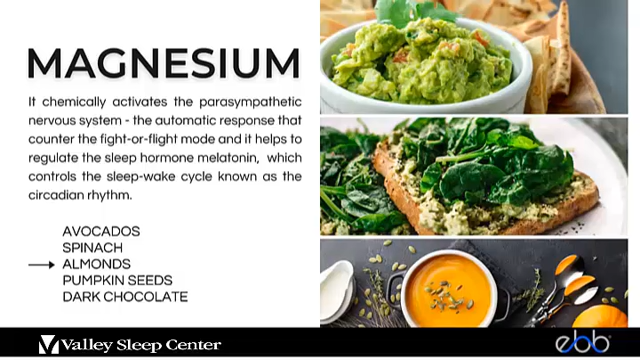 MAGNESIUM
It chemically activates the parasympathetic
nervous system - the automatic response that
counter the fight-or-flight mode and it helps to
regulate the sleep hormone melatonin, which
controls the sleep-wake cycle known as the
circadian rhythm.
AVOCADOS
SPINACH
ALMONDS
PUMPKIN SEEDS
DARK CHOCOLATE
Valley Sleep Center
ebb